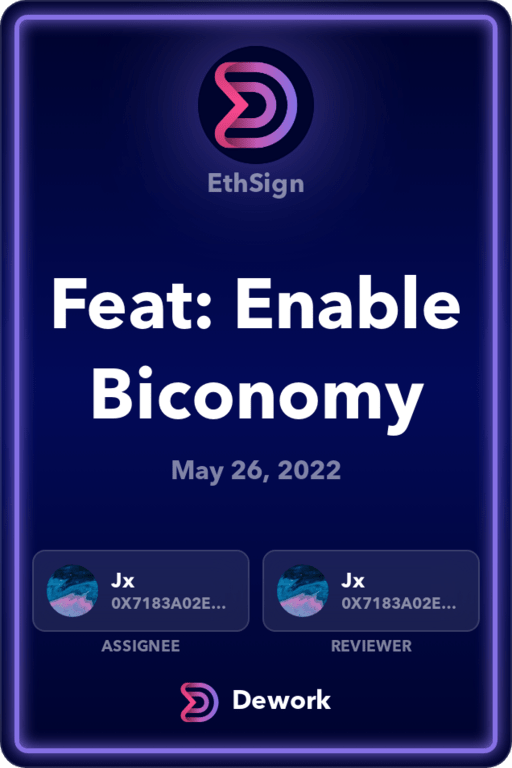 EthSign
Feat: Enable
Biconomy
May 26, 2022
Jx
0X7183A02E...
ASSIGNEE
Jx
0X7183A02E...
REVIEWER
Dework